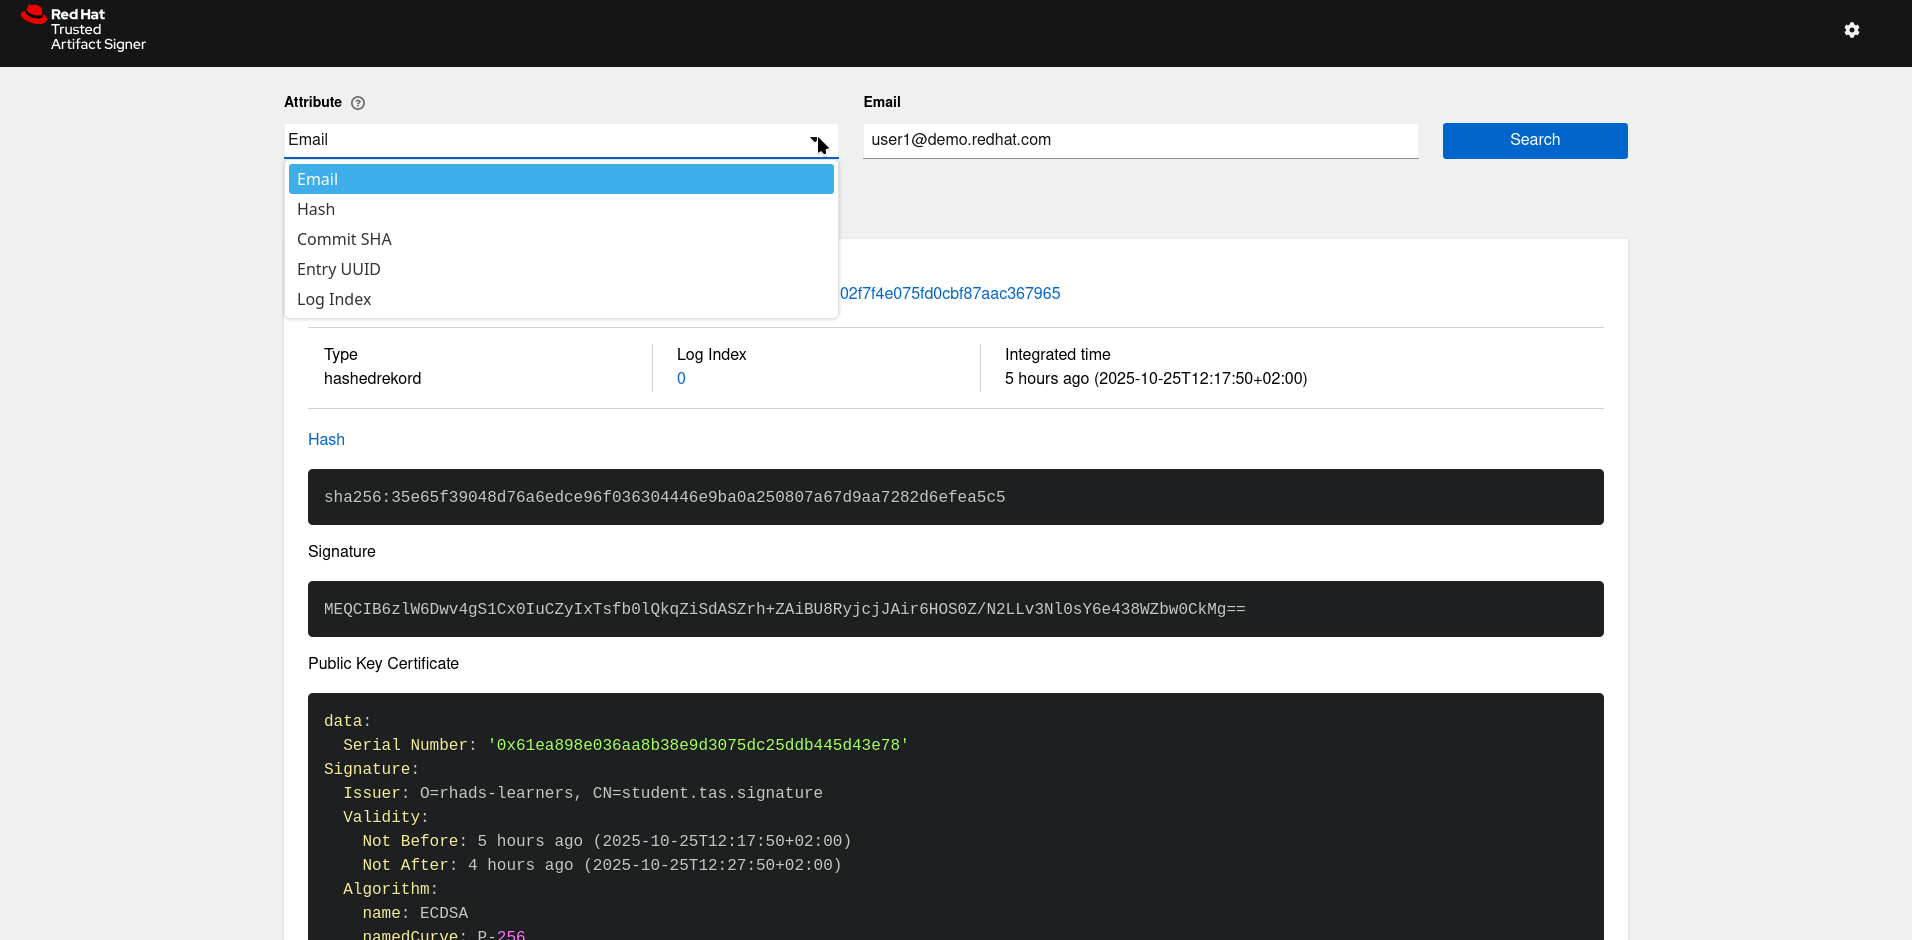 Red Hat
Trusted
Artifact Signer
Attribute
Email
Email
user1@demo.redhat.com
Search
Email
Hash
Commit SHA
Entry UUID
Log Index
02f7f4e075fd0cbf87aac367965
Type
hashedrekord
Log Index
0
Integrated time
5 hours ago (2025-10-25T12:17:50+02:00)
Hash
sha256:35e65f39048d76a6edce96f036304446e9ba0a250807a67d9aa7282d6efea5c5
Signature
MEQCIB6zlW6Dwv4gS1Cx0IuCZyIxTsfb0lQkqZiSdASZrh+ZAiBU8RyjcjJAir6HOS0Z/N2LLv3Nl0sY6e438WZbw0CkMg==
Public Key Certificate
data:
Serial Number: '0x61ea898e036aa8b38e9d3075dc25ddb445d43e78'
Signature:
Issuer: O=rhads-learners, CN=student.tas.signature
Validity:
Not Before: 5 hours ago (2025-10-25T12:17:50+02:00)
Not After: 4 hours ago (2025-10-25T12:27:50+02:00)
Algorithm:
name: ECDSA
namedCurve: P-256